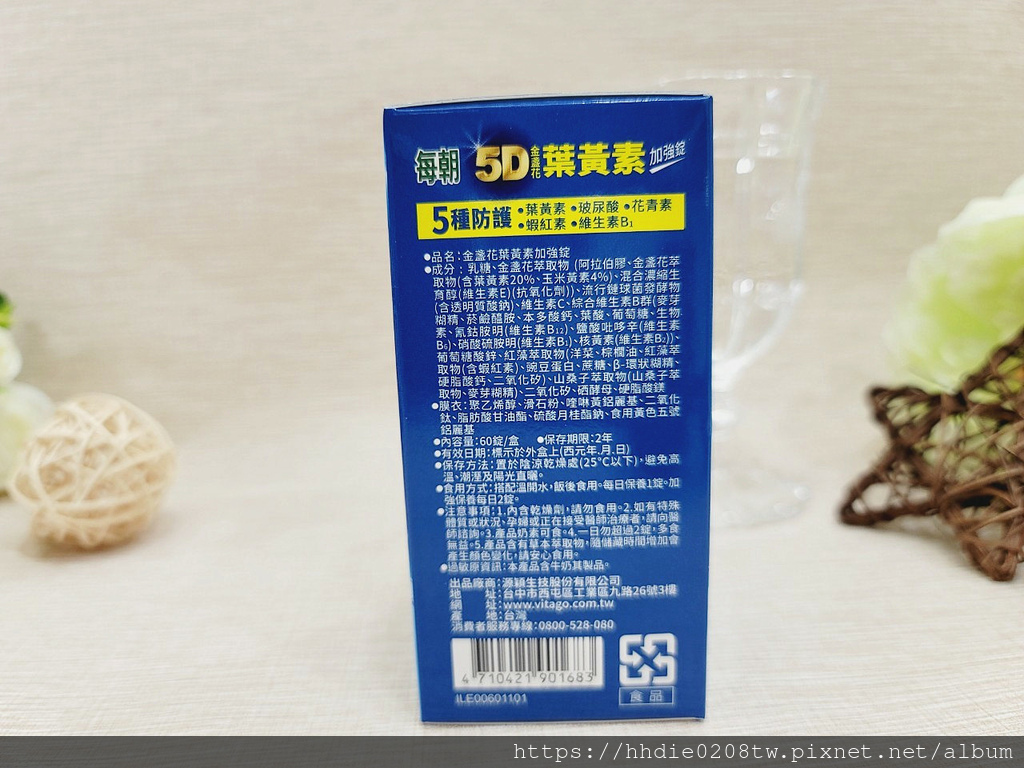 每朝 5D 金盞花 葉黃素 加強錠
5種防護 •葉黃素 •玻尿酸 •花青素
•蝦紅素 •維生素B1
●品名:金盞花葉黃素加強錠
●成分:乳糖、金盞花萃取物 (阿拉伯膠、金盞花萃
取物(含葉黃素20%、玉米黃素4%)、混合濃縮生
育醇(維生素E)(抗氧化劑))、流行鏈球菌發酵物
(含透明質酸鈉)、維生素C、綜合維生素B群(麥芽
糊精、菸鹼醯胺、本多酸鈣、葉酸、葡萄糖、生物
素、氰鈷胺明(維生素B12)、鹽酸吡哆辛(維生素
B6)、硝酸硫胺明(維生素B1)、核黃素(維生素B2))、
葡萄糖酸鋅、紅藻萃取物(洋菜、棕櫚油、紅藻萃
取物(含蝦紅素)、豌豆蛋白、蔗糖、β-環狀糊精、
硬脂酸鈣、二氧化矽)、山桑子萃取物(山桑子萃
取物、麥芽糊精)、二氧化矽、硒酵母、硬脂酸鎂
●膜衣:聚乙烯醇、滑石粉、喹啉黃鋁麗基、二氧化
鈦、脂肪酸甘油酯、硫酸月桂酯鈉、食用黃色五號
鋁麗基
●內容量:60錠/盒 ●保存期限:2年
●有效日期:標示於外盒上(西元年.月.日)
●保存方法:置於陰涼乾燥處(25°C以下),避免高
溫、潮溼及陽光直曬。
●食用方式:搭配溫開水,飯後食用。每日保養1錠。加
強保養每日2錠。
●注意事項:1.內含乾燥劑,請勿食用。2.如有特殊
體質或狀況、孕婦或正在接受醫師治療者,請向醫
師諮詢。3.產品奶素可食。4.一日勿超過2錠,多食
無益。5.產品含有草本萃取物,隨儲藏時間增加會
產生顏色變化,請安心食用。
●過敏原資訊:本產品含牛奶其製品。
出品廠商:源穎生技股份有限公司
地 址:台中市西屯區工業區九路26號3樓
網 址:www.vitago.com.tw
產 地:台灣
消費者服務專線:0800-528-080
4 710421 901683
ILE00601101
食品
https://hhdie0208tw.pixnet.net/album